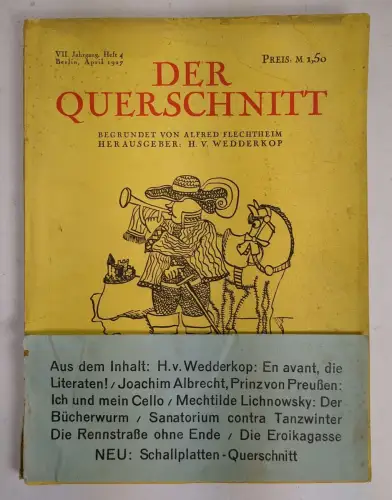 VII. Jahrgang, Heft 4
Berlin, April 1927
PREIS. M 1,50
DER
QUERSCHNITT
BEGRÜNDET VON ALFRED FLECHTHEIM
HERAUSGEBER: H. V. WEDDERKOP
Aus dem Inhalt: H.v. Wedderkop: En avant, die
Literaten! / Joachim Albrecht, Prinz von Preußen:
Ich und mein Cello / Mechtilde Lichnowsky: Der
Bücherwurm / Sanatorium contra Tanzwinter
Die Rennstraße ohne Ende / Die Eroikagasse
NEU: Schallplatten-Querschnitt